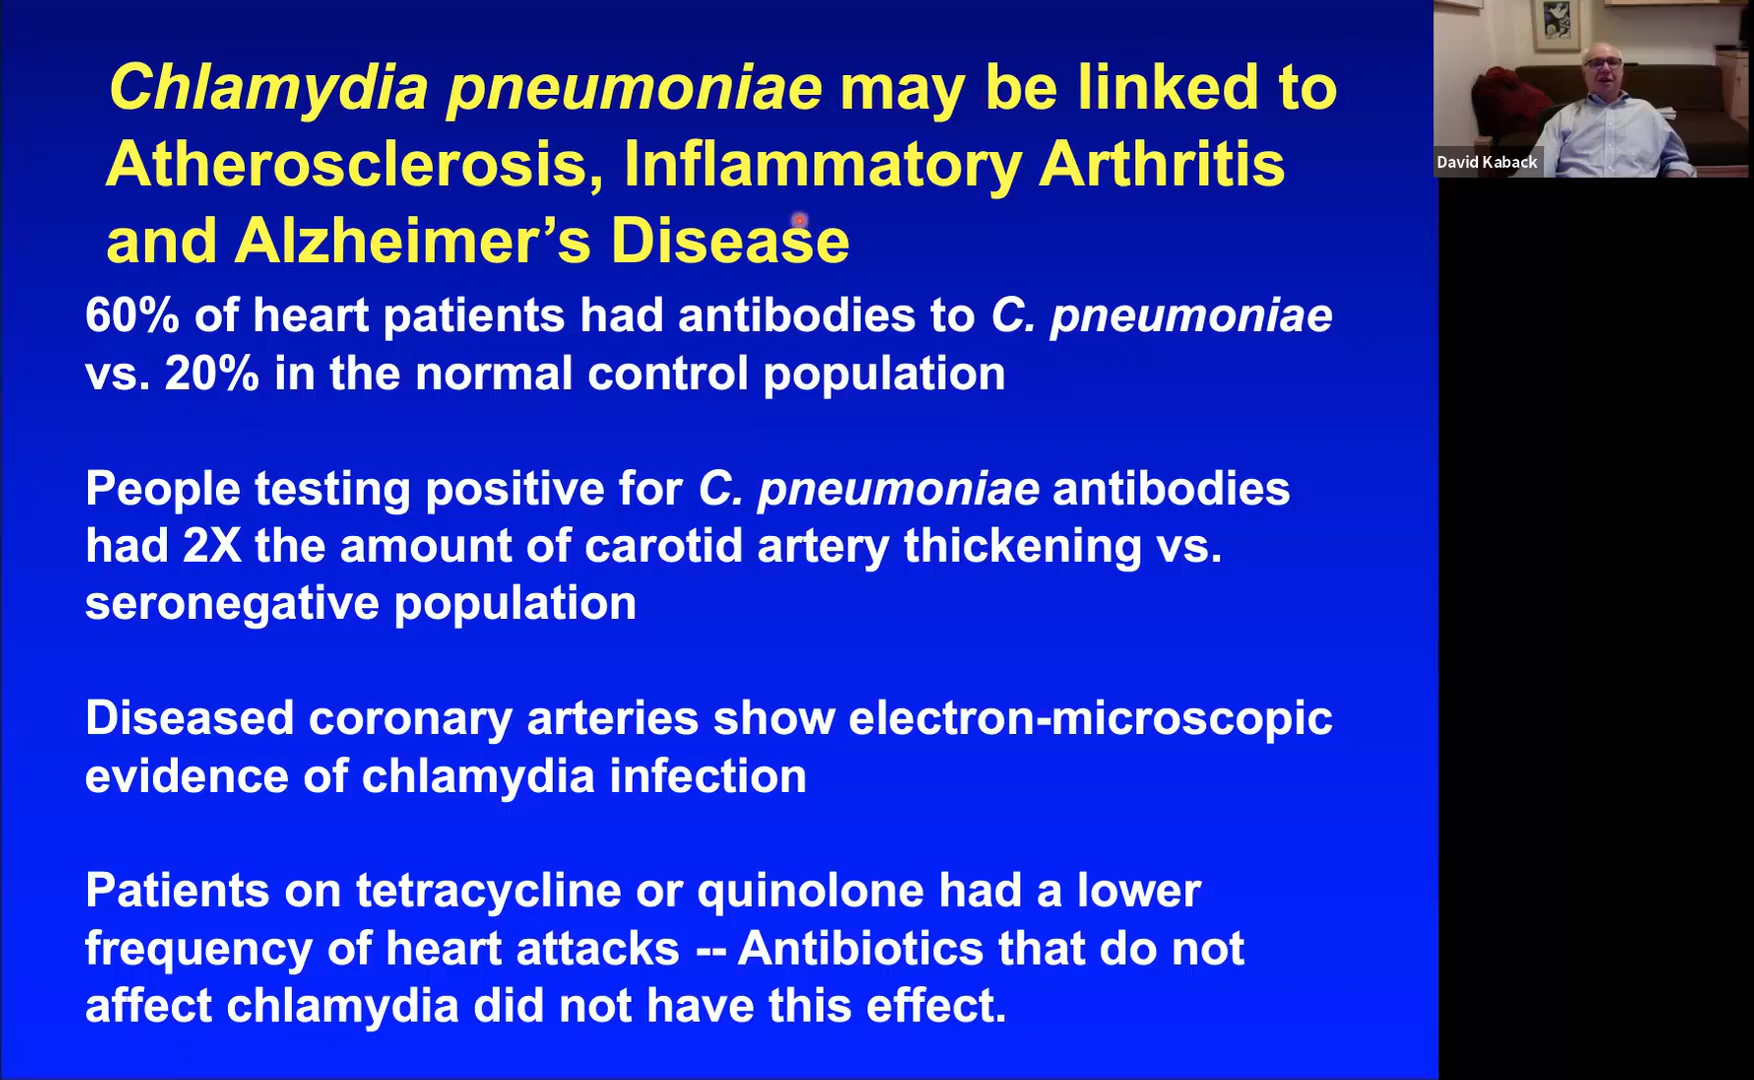 Chlamydia pneumoniae may be linked to
Atherosclerosis, Inflammatory Arthritis
and Alzheimer’s Disease
60% of heart patients had antibodies to C. pneumoniae
vs. 20% in the normal control population
People testing positive for C. pneumoniae antibodies
had 2X the amount of carotid artery thickening vs.
seronegative population
Diseased coronary arteries show electron-microscopic
evidence of chlamydia infection
Patients on tetracycline or quinolone had a lower
frequency of heart attacks -- Antibiotics that do not
affect chlamydia did not have this effect.
David Kaback